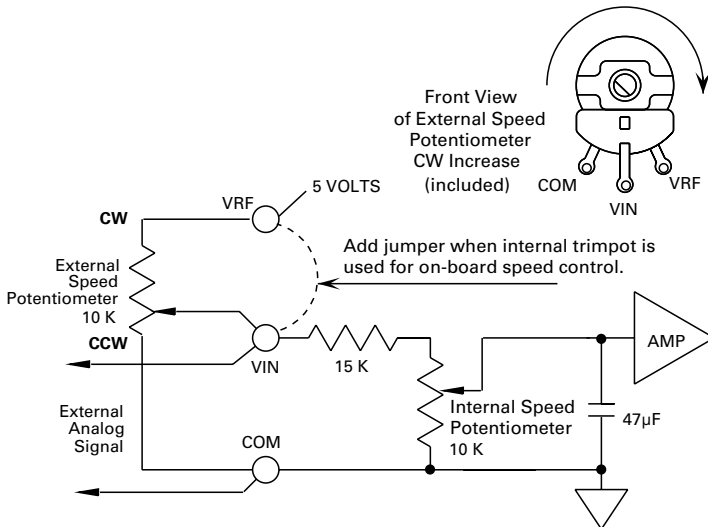 Front View
of External Speed
Potentiometer
CW Increase
(included)
COM
VRF
VIN
VRF
5 VOLTS
CW
Add jumper when internal trimpot is
used for on-board speed control.
External
Speed
Potentiometer
10 K
CCW
VIN
15 K
AMP
External
Analog
Signal
COM
Internal Speed
Potentiometer
10 K
47µF